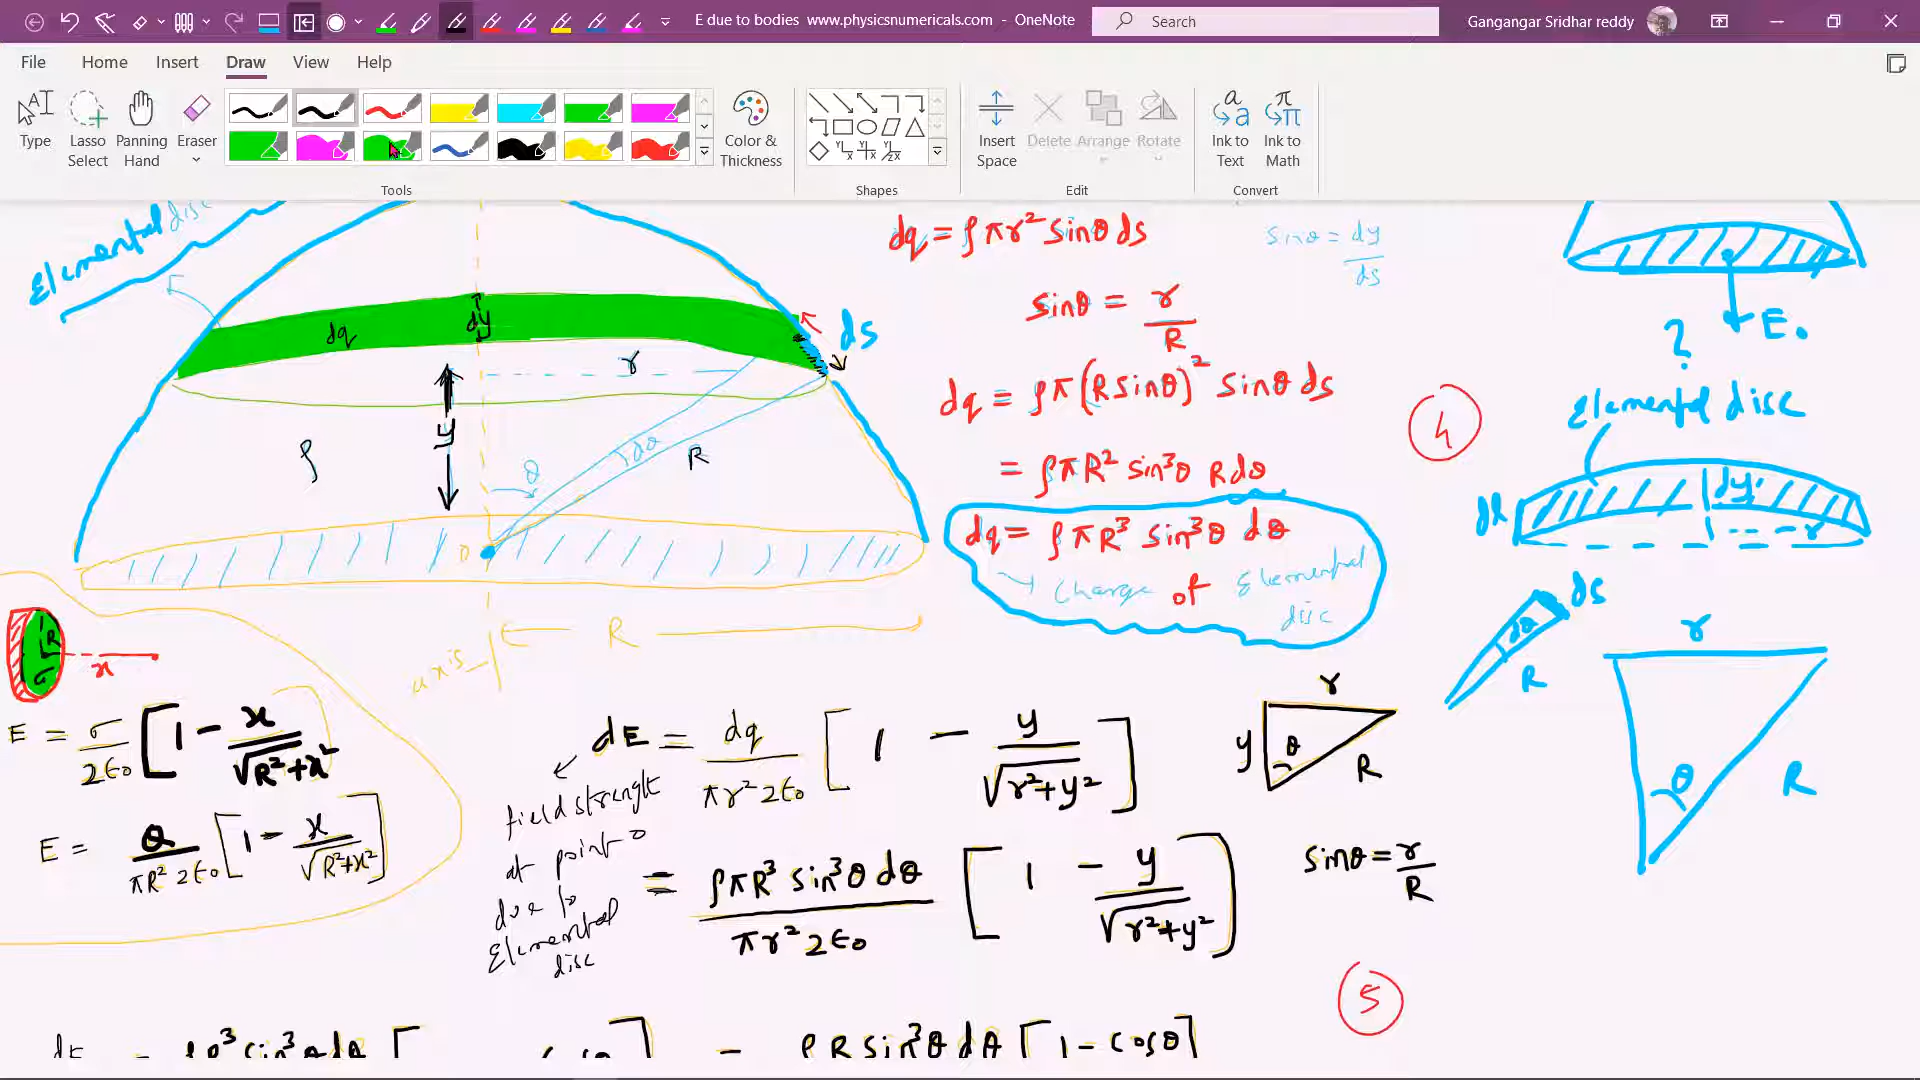 E due to bodies www.physicsnumericals.com - OneNote
Search
Gangangar Sridhar reddy
File Home Insert Draw View Help
Type
Lasso Select
Panning Hand
Eraser
Color & Thickness
Insert Space
Delete
Arrange
Rotate
Ink to Text
Ink to Math
Tools
Shapes
Edit
Convert
Elemental disc
dq
dy
r
ds
y
ρ
θ
dθ
R
O
R
axis
dq = ρπr² sinθ ds
sinθ = dy/ds
sinθ = r/R
dq = ρπ(R sinθ)² sinθ ds
= ρπR² sin³θ Rdθ
dq = ρπR³ sin³θ dθ
→ Charge of Elemental disc
4
E₀
?
Elemental disc
dl
dy
r
ds
dθ
R
r
θ
R
R
σ
x
E = σ/2ϵ₀ [1 - x/√R²+x²]
E = Q/πR² 2ϵ₀ [1 - x/√R²+x²]
dE = dq/πr² 2ϵ₀ [1 - y/√r²+y²]
field strenght
at point o
due to
Elemental
disc
= ρπR³ sin³θ dθ/πr² 2ϵ₀ [1 - y/√r²+y²]
r
y
θ
R
sinθ = r/R
5
= ρR sin³θ dθ [1 - cosθ]